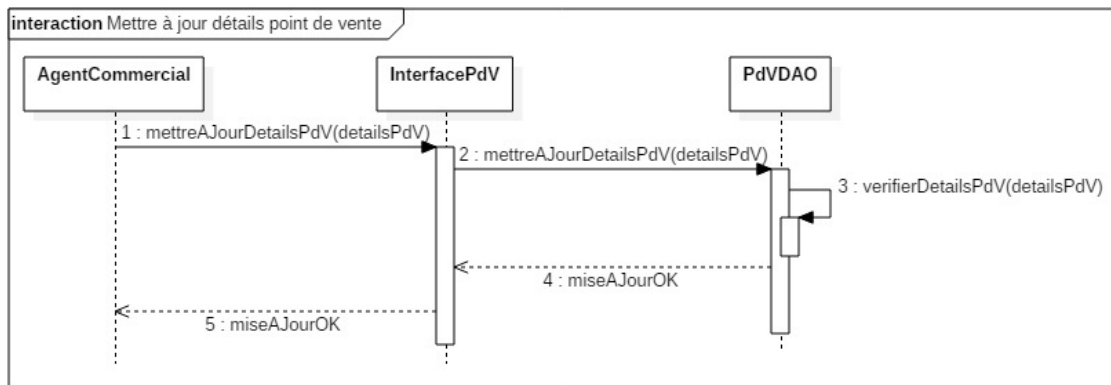 interaction Mettre à jour détails point de vente
AgentCommercial
InterfacePdV
PdVDAO
1 : mettreAJourDetailsPdV(detailsPdV)
2 : mettreAJourDetailsPdV(detailsPdV)
3 : verifierDetailsPdV(detailsPdV)
4 : miseAJourOK
5 : miseAJourOK